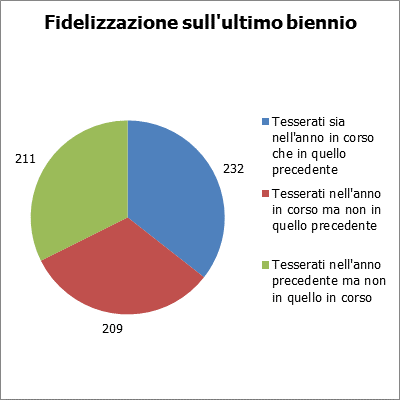 Fidelizzazione sull'ultimo biennio
211
232
209
Tesserati sia
nell'anno in corso
che in quello
precedente
Tesserati nell'anno
in corso ma non in
quello precedente
Tesserati nell'anno
precedente ma non
in quello in corso